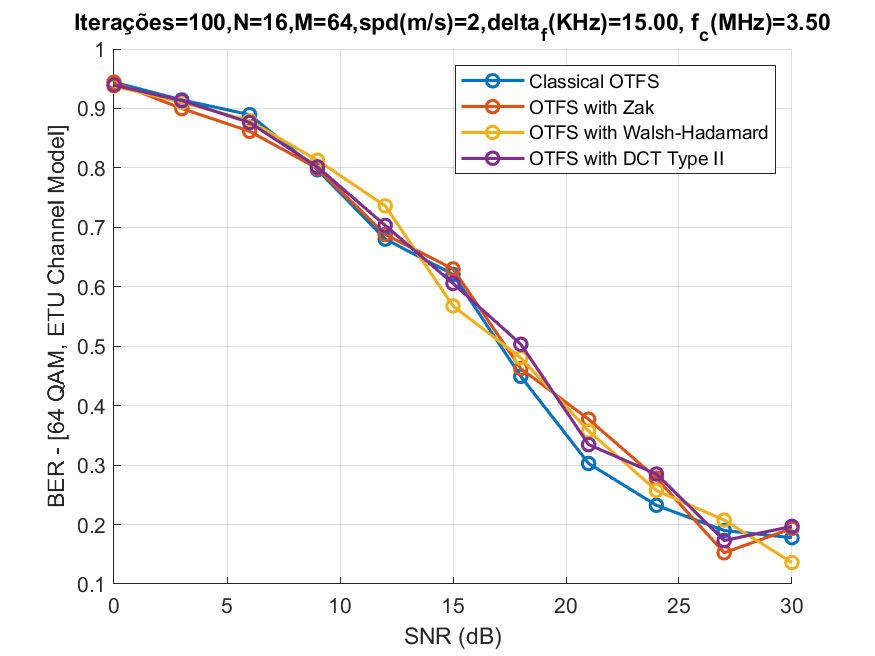 Iterações=100,N=16,M=64,spd(m/s)=2,delta_f(KHz)=15.00, f_c(MHz)=3.50
1
0.9
0.8
0.7
0.6
0.5
0.4
0.3
0.2
0.1
BER - [64 QAM, ETU Channel Model]
Classical OTFS
OTFS with Zak
OTFS with Walsh-Hadamard
OTFS with DCT Type II
0 5 10 15 20 25 30
SNR (dB)